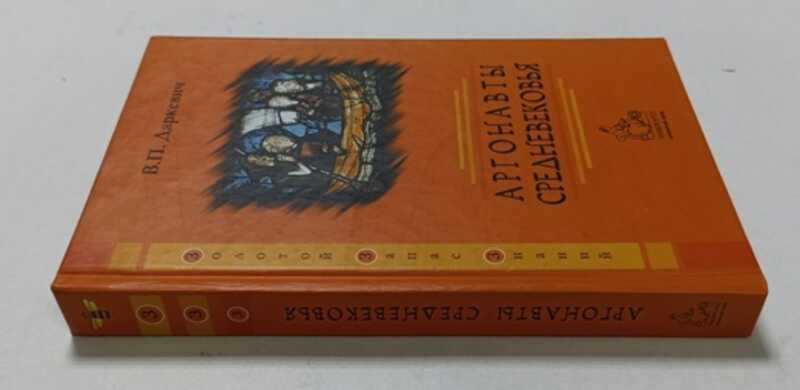 В.П. Даркевич
АРГОНАВТЫ
СРЕДНЕВЕКОВЬЯ
Золотой Запас Знаний
З З З
АРГОНАВТЫ СРЕДНЕВЕКОВЬЯ